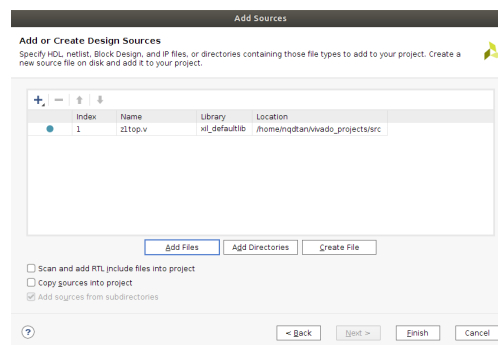 Add Sources
Add or Create Design Sources
Specify HDL, netlist, Block Design, and IP files, or directories containing those file types to add to your project. Create a
new source file on disk and add it to your project.
Index Name Library Location
1 z1top.v xil_defaultlib /home/nqdtan/vivado_projects/src
Add Files Add Directories Create File
Scan and add RTL include files into project
Copy sources into project
Add sources from subdirectories
? < Back Next > Finish Cancel